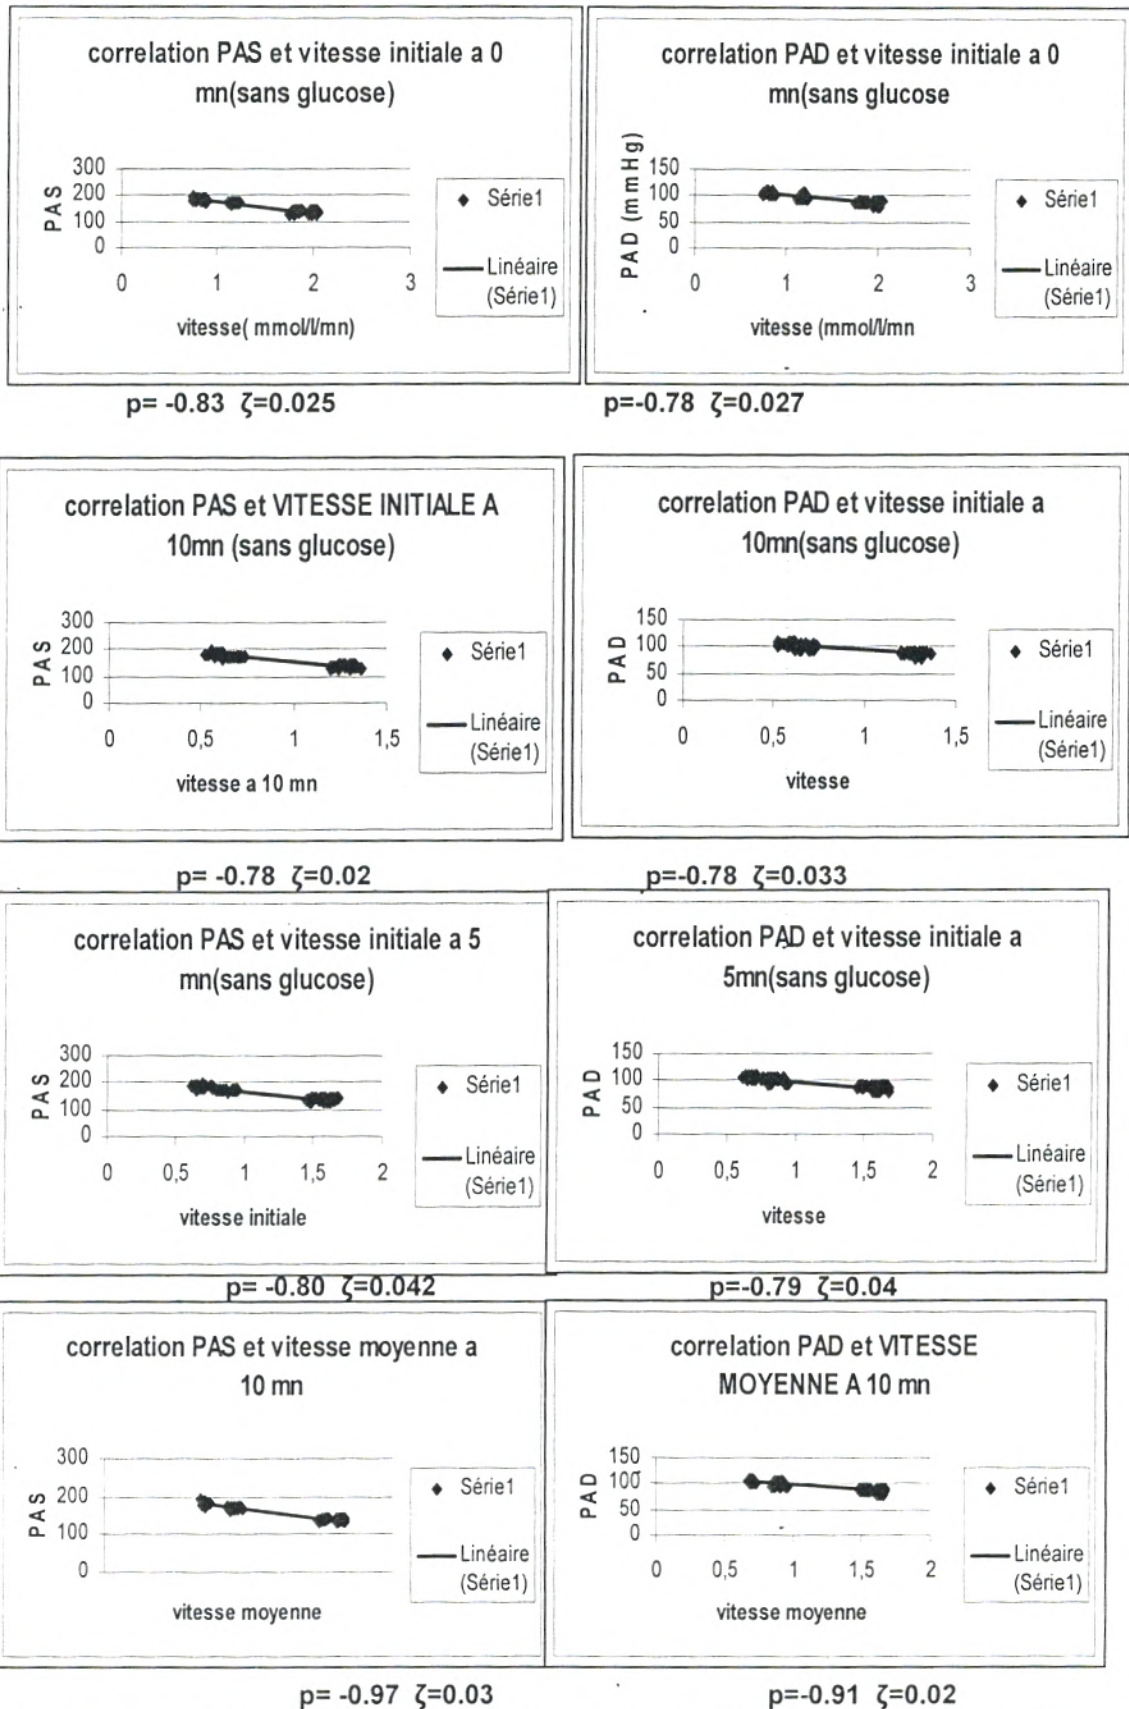 correlation PAS et vitesse initiale a 0
mn(sans glucose)
PAS
300
200
100
0
0 1 2 3
vitesse( mmol/l/mn)
Série1
Linéaire
(Série1)
p= -0.83 ζ=0.025
correlation PAD et vitesse initiale a 0
mn(sans glucose
PAD (mmHg)
150
100
50
0
0 1 2 3
vitesse (mmol/l/mn
Série1
Linéaire
(Série1)
p=-0.78 ζ=0.027
correlation PAS et VITESSE INITIALE A
10mn (sans glucose)
PAS
300
200
100
0
0 0,5 1 1,5
vitesse a 10 mn
Série1
Linéaire
(Série1)
p= -0.78 ζ=0.02
correlation PAD et vitesse initiale a
10mn(sans glucose)
PAD
150
100
50
0
0 0,5 1 1,5
vitesse
Série1
Linéaire
(Série1)
p=-0.78 ζ=0.033
correlation PAS et vitesse initiale a 5
mn(sans glucose)
PAS
300
200
100
0
0 0,5 1 1,5 2
vitesse initiale
Série1
Linéaire
(Série1)
p= -0.80 ζ=0.042
correlation PAD et vitesse initiale a
5mn(sans glucose)
PAD
150
100
50
0
0 0,5 1 1,5 2
vitesse
Série1
Linéaire
(Série1)
p=-0.79 ζ=0.04
correlation PAS et vitesse moyenne a
10 mn
PAS
300
200
100
0
vitesse moyenne
Série1
Linéaire
(Série1)
p= -0.97 ζ=0.03
correlation PAD et VITESSE
MOYENNE A 10 mn
PAD
150
100
50
0
0 0,5 1 1,5 2
vitesse moyenne
Série1
Linéaire
(Série1)
p=-0.91 ζ=0.02